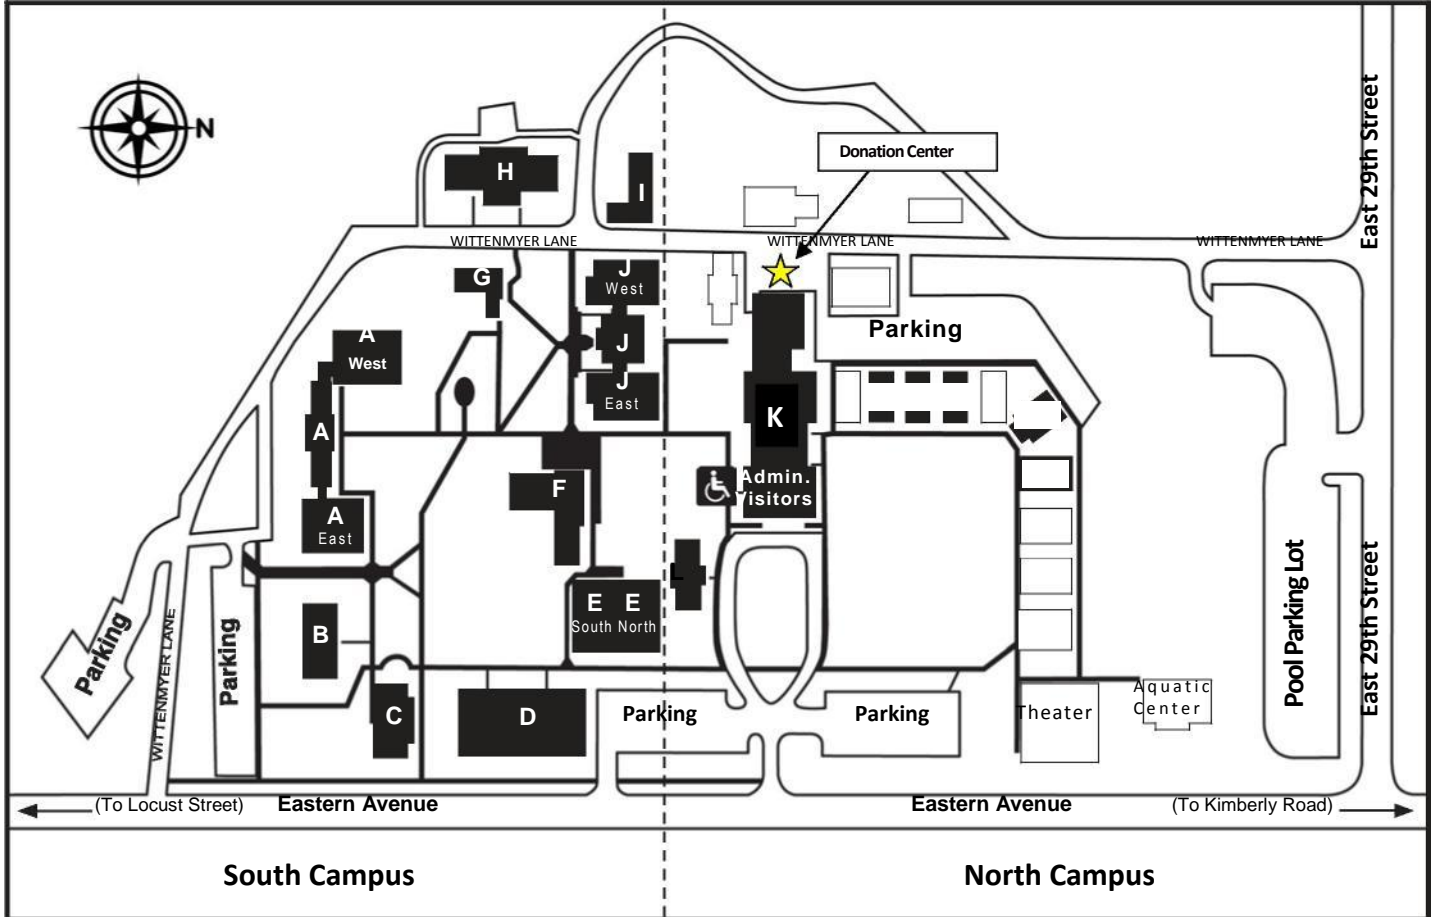 East 29th Street
N
Donation Center
H
I
WITTENMYER LANE
WITTENMYER LANE
WITTENMYER LANE
G
J
West
Parking
A
West
J
J
East
K
A
F
Admin.
Visitors
A
East
L
E E
South North
B
Parking
Parking
WITTENMYER LANE
Pool Parking Lot
East 29th Street
C
D
Parking
Parking
Theater
Aquatic
Center
(To Locust Street)
Eastern Avenue
Eastern Avenue
(To Kimberly Road)
South Campus
North Campus